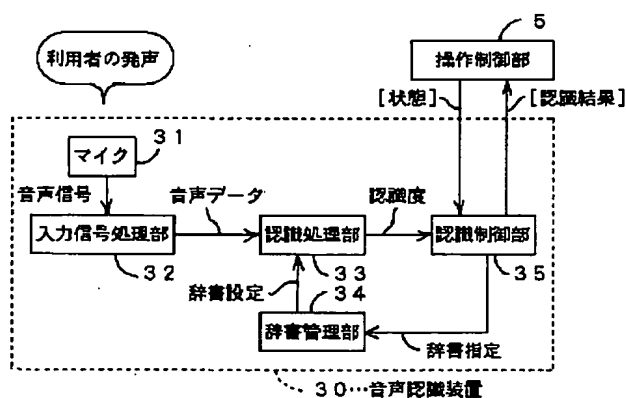 5
利用者の発声
操作制御部
[状態]
[認識結果]
31
マイク
音声信号
音声データ
認識度
入力信号処理部
認識処理部
認識制御部
32
33
35
辞書設定
34
辞書管理部
辞書指定
30…音声認識装置